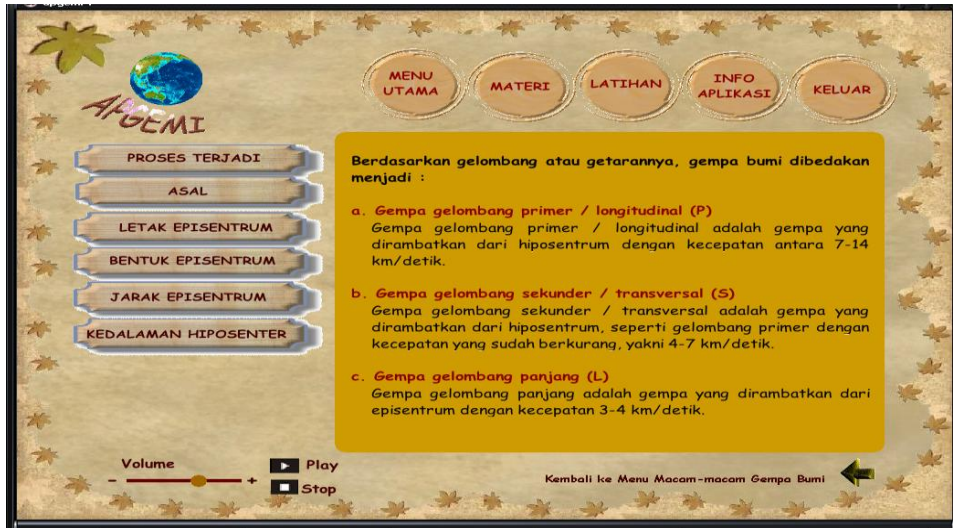 APGEMI
MENU
UTAMA
MATERI
LATIHAN
INFO
APLIKASI
KELUAR
PROSES TERJADI
ASAL
LETAK EPISENTRUM
BENTUK EPISENTRUM
JARAK EPISENTRUM
KEDALAMAN HIPOSENTER
Berdasarkan gelombang atau getarannya, gempa bumi dibedakan
menjadi :
a. Gempa gelombang primer / longitudinal (P)
Gempa gelombang primer / longitudinal adalah gempa yang
dirambatkan dari hiposentrum dengan kecepatan antara 7-14
km/detik.
b. Gempa gelombang sekunder / transversal (S)
Gempa gelombang sekunder / transversal adalah gempa yang
dirambatkan dari hiposentrum, seperti gelombang primer dengan
kecepatan yang sudah berkurang, yakni 4-7 km/detik.
c. Gempa gelombang panjang (L)
Gempa gelombang panjang adalah gempa yang dirambatkan dari
episentrum dengan kecepatan 3-4 km/detik.
Volume
- +
Play
Stop
Kembali ke Menu Macam-macam Gempa Bumi